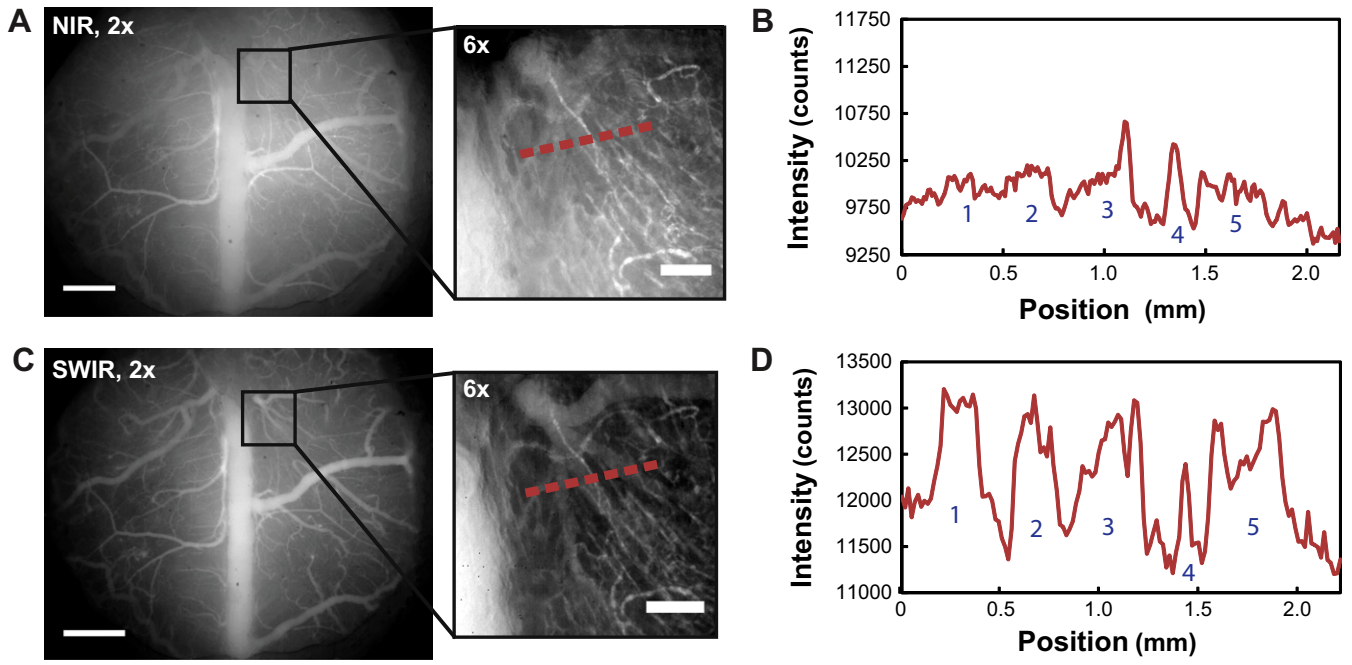 A
NIR, 2x
6x
B
Intensity (counts)
11750
11250
10750
10250
9750
9250
1
2
3
4
5
0
0.5
1.0
1.5
2.0
Position (mm)
C
SWIR, 2x
6x
D
Intensity (counts)
13500
13000
12500
12000
11500
11000
1
2
3
4
5
0
0.5
1.0
1.5
2.0
Position (mm)